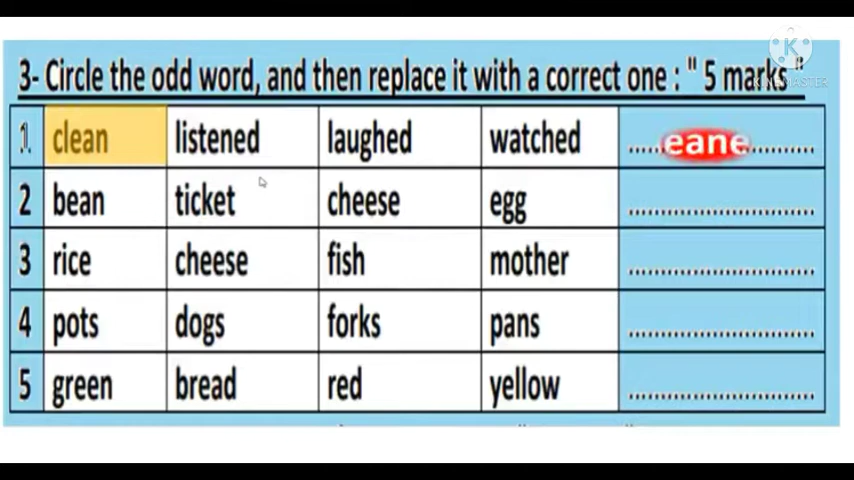 K
KINEMASTER
3- Circle the odd word, and then replace it with a correct one : " 5 marks "
1. clean listened laughed watched ......eane..........
2 bean ticket cheese egg ............................
3 rice cheese fish mother ............................
4 pots dogs forks pans ............................
5 green bread red yellow ............................